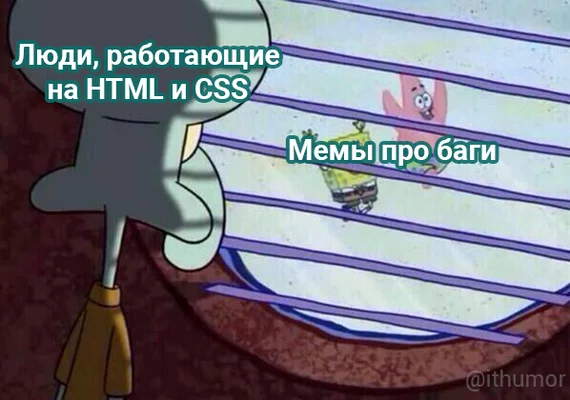 Люди, работающие
на HTML и CSS
Мемы про баги
@ithumor